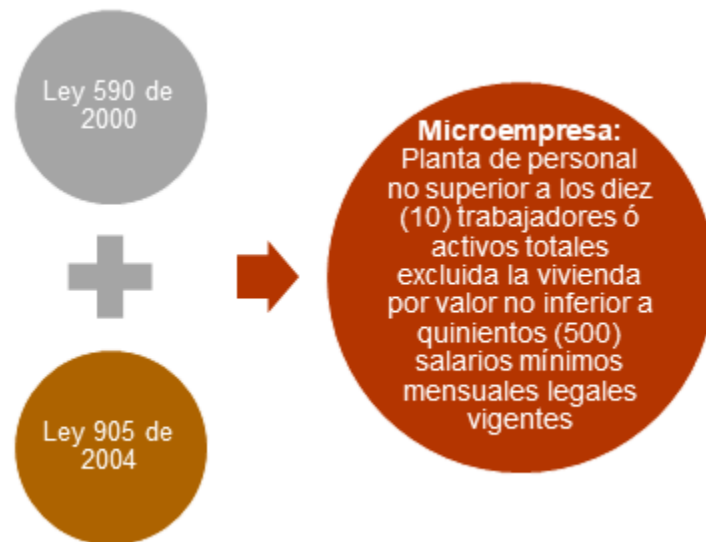 Ley 590 de
2000
Microempresa:
Planta de personal
no superior a los diez
(10) trabajadores ó
activos totales
excluida la vivienda
por valor no inferior a
quinientos (500)
salarios mínimos
mensuales legales
vigentes
Ley 905 de
2004